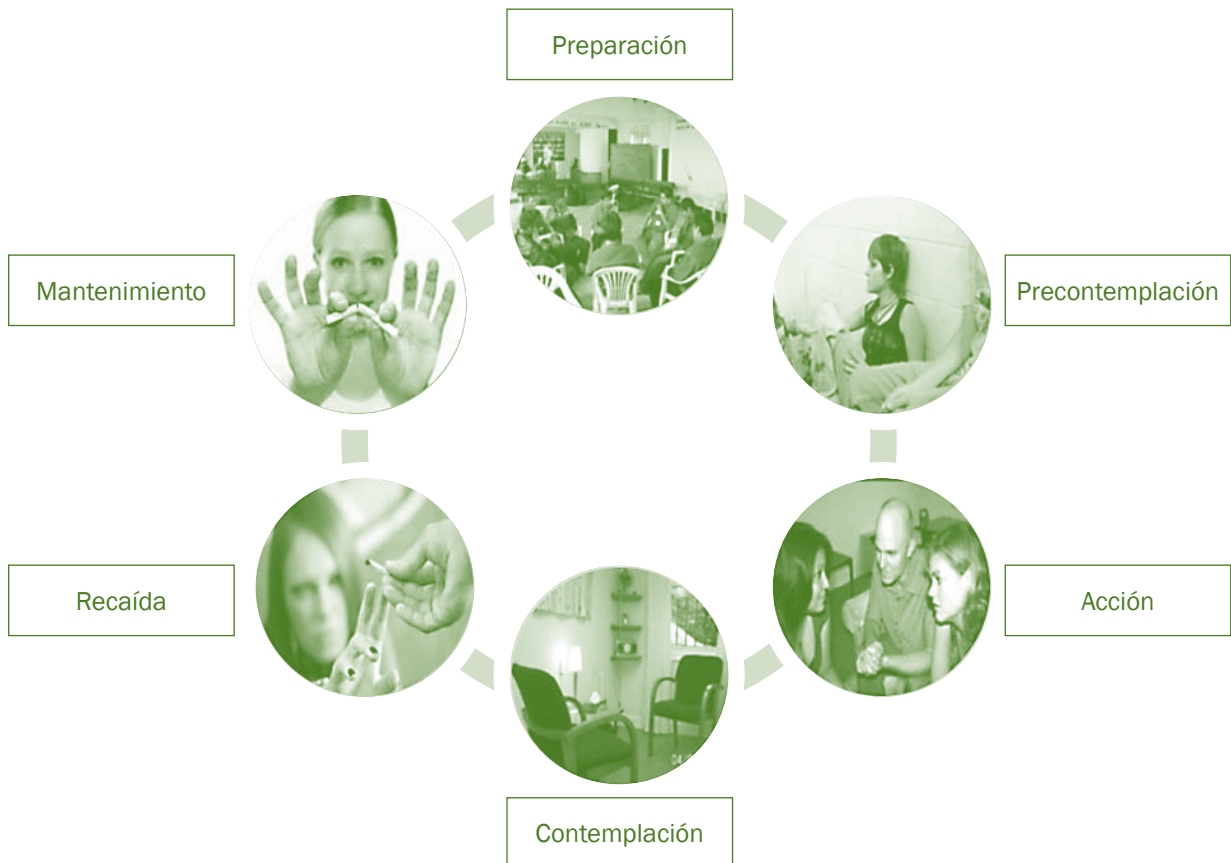 Preparación
Mantenimiento
Precontemplación
Recaída
Acción
Contemplación